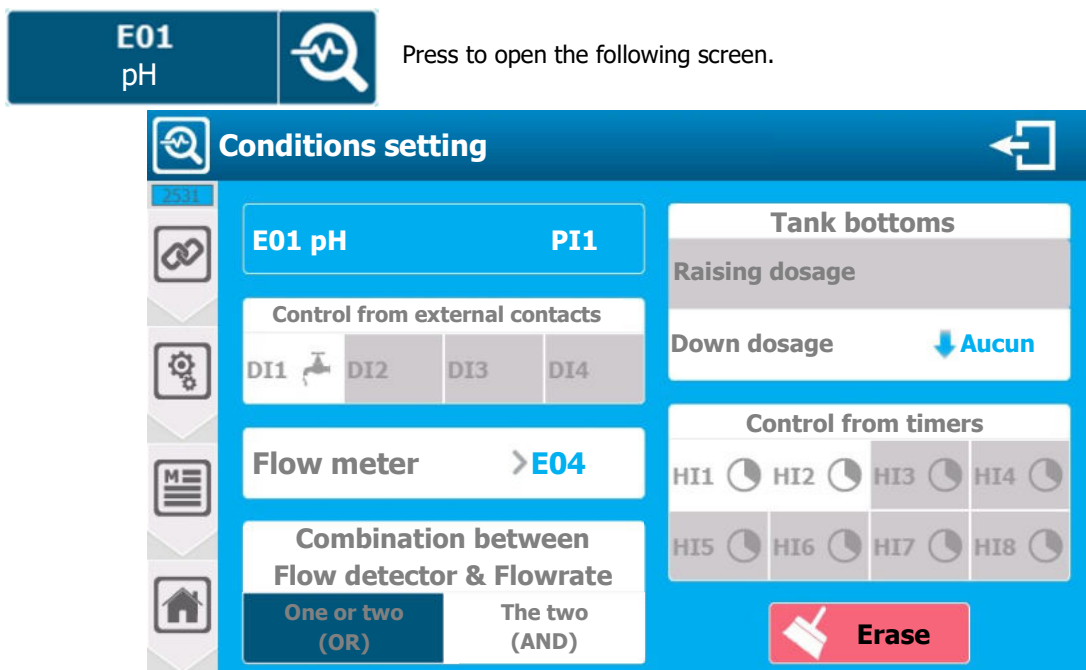 E01
pH
Press to open the following screen.
Conditions setting
2531
E01 pH PI1
Control from external contacts
DI1 DI2 DI3 DI4
Flow meter >E04
Combination between
Flow detector & Flowrate
One or two
(OR)
The two
(AND)
Tank bottoms
Raising dosage
Down dosage Aucun
Control from timers
HI1 HI2 HI3 HI4
HI5 HI6 HI7 HI8
Erase
M